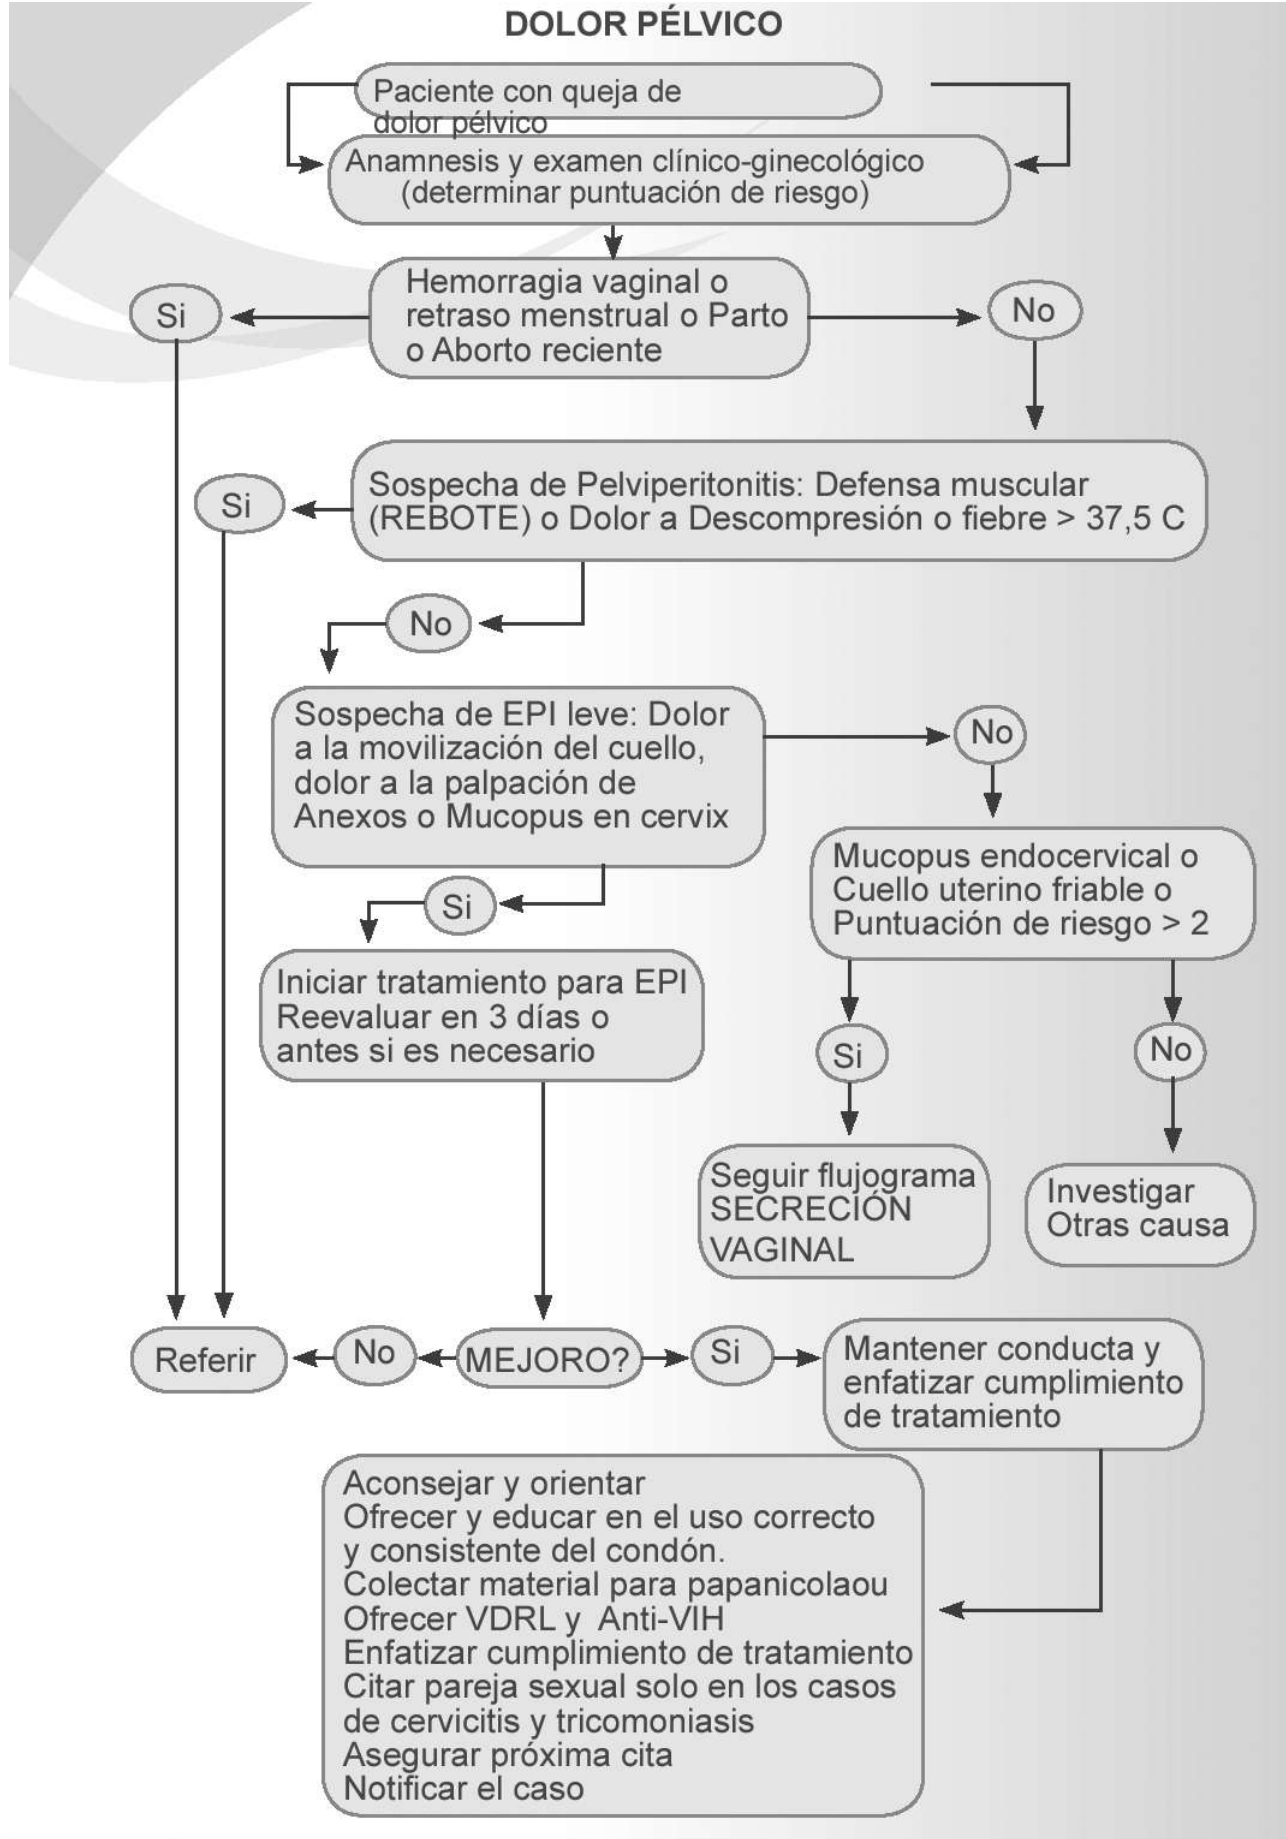 DOLOR PÉLVICO
Paciente con queja de
dolor pélvico
Anamnesis y examen clínico-ginecológico
(determinar puntuación de riesgo)
Hemorragia vaginal o
retraso menstrual o Parto
o Aborto reciente
Si
No
Sospecha de Pelviperitonitis: Defensa muscular
(REBOTE) o Dolor a Descompresión o fiebre > 37,5 C
Si
No
Sospecha de EPI leve: Dolor
a la movilización del cuello,
dolor a la palpación de
Anexos o Mucopus en cervix
No
Si
Mucopus endocervical o
Cuello uterino friable o
Puntuación de riesgo > 2
Iniciar tratamiento para EPI
Reevaluar en 3 días o
antes si es necesario
Si
No
Seguir flujograma
SECRECIÓN
VAGINAL
Investigar
Otras causa
Referir
No
MEJORO?
Si
Mantener conducta y
enfatizar cumplimiento
de tratamiento
Aconsejar y orientar
Ofrecer y educar en el uso correcto
y consistente del condón.
Colectar material para papanicolaou
Ofrecer VDRL y Anti-VIH
Enfatizar cumplimiento de tratamiento
Citar pareja sexual solo en los casos
de cervicitis y tricomoniasis
Asegurar próxima cita
Notificar el caso